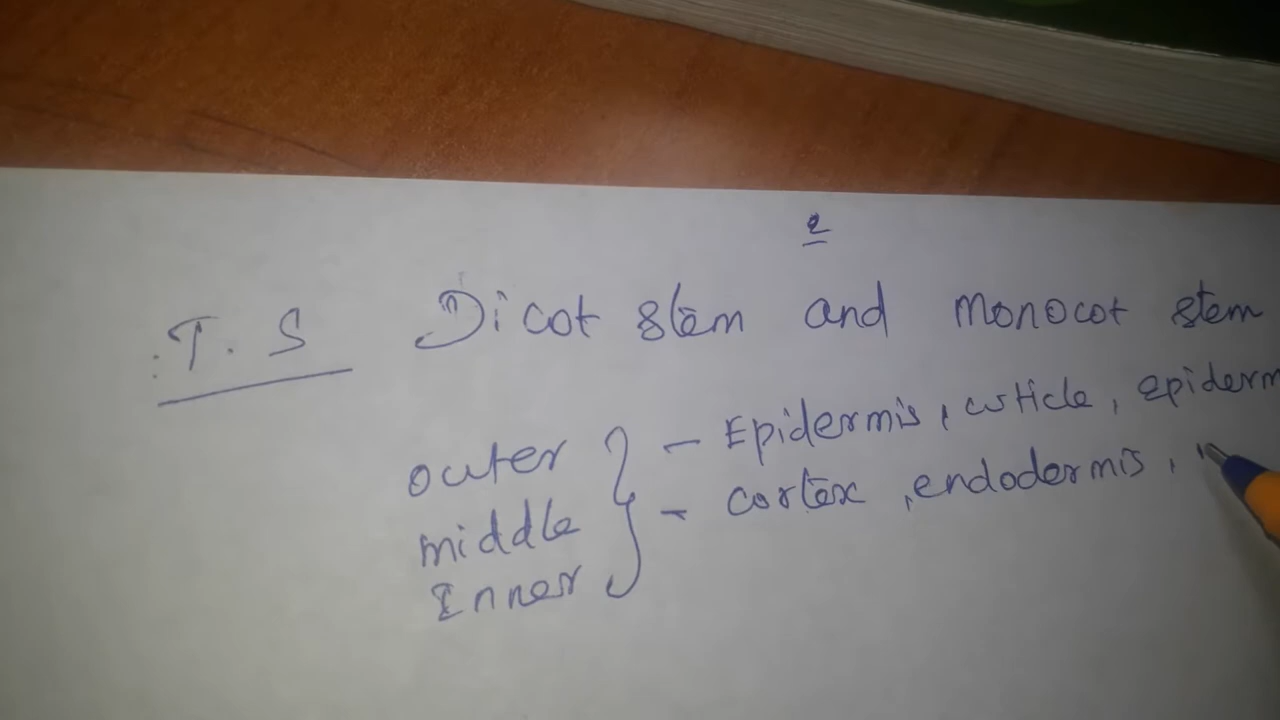 2
T. S Dicot stem and monocot stem
outer } - Epidermis, cuticle, epiderm
middle - cortex, endodermis,
Inner